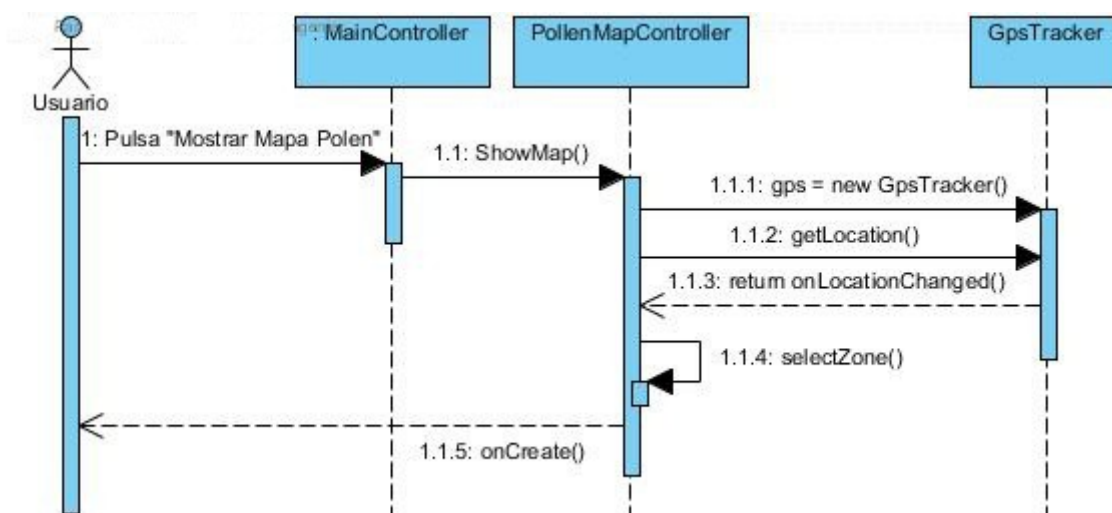 : MainController
PollenMapController
GpsTracker
Usuario
1: Pulsa "Mostrar Mapa Polen"
1.1: ShowMap()
1.1.1: gps = new GpsTracker()
1.1.2: getLocation()
1.1.3: return onLocationChanged()
1.1.4: selectZone()
1.1.5: onCreate()